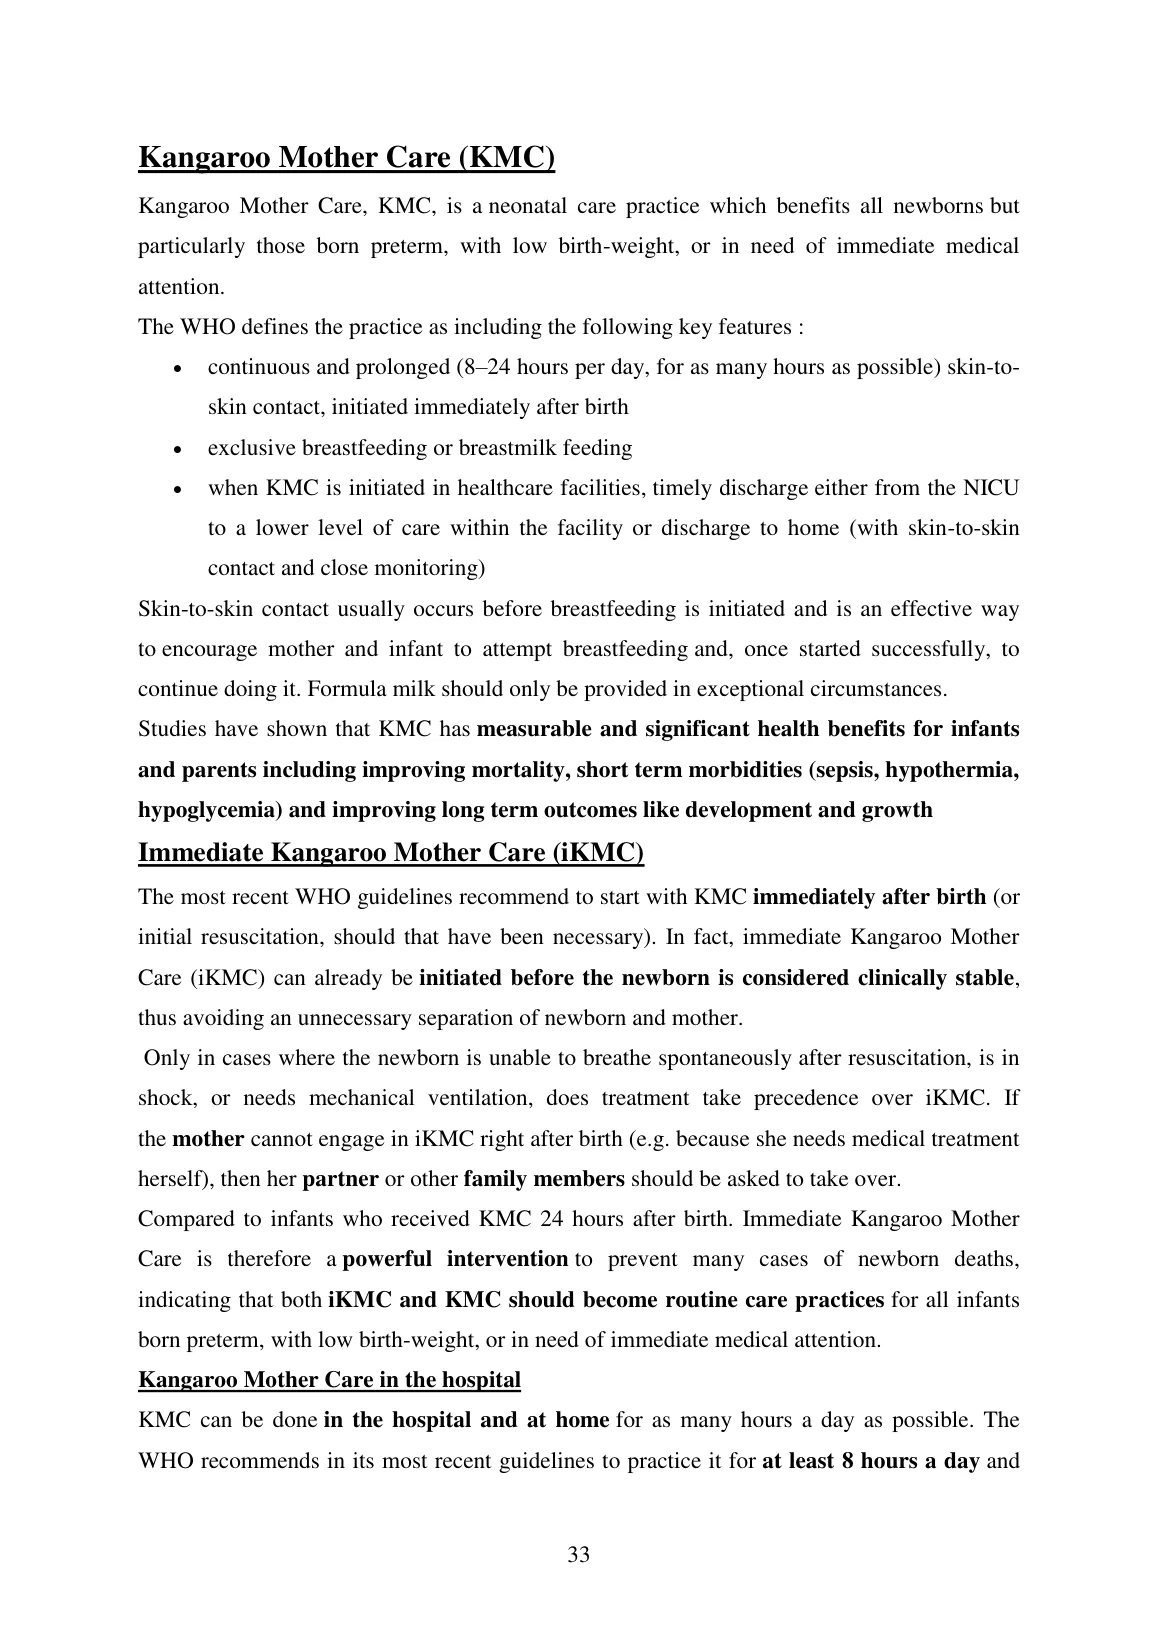 Kangaroo Mother Care (KMC)
Kangaroo Mother Care, KMC, is a neonatal care practice which benefits all newborns but
particularly those born preterm, with low birth-weight, or in need of immediate medical
attention.
The WHO defines the practice as including the following key features :
• continuous and prolonged (8–24 hours per day, for as many hours as possible) skin-to-
skin contact, initiated immediately after birth
• exclusive breastfeeding or breastmilk feeding
• when KMC is initiated in healthcare facilities, timely discharge either from the NICU
to a lower level of care within the facility or discharge to home (with skin-to-skin
contact and close monitoring)
Skin-to-skin contact usually occurs before breastfeeding is initiated and is an effective way
to encourage mother and infant to attempt breastfeeding and, once started successfully, to
continue doing it. Formula milk should only be provided in exceptional circumstances.
Studies have shown that KMC has measurable and significant health benefits for infants
and parents including improving mortality, short term morbidities (sepsis, hypothermia,
hypoglycemia) and improving long term outcomes like development and growth
Immediate Kangaroo Mother Care (iKMC)
The most recent WHO guidelines recommend to start with KMC immediately after birth (or
initial resuscitation, should that have been necessary). In fact, immediate Kangaroo Mother
Care (iKMC) can already be initiated before the newborn is considered clinically stable,
thus avoiding an unnecessary separation of newborn and mother.
Only in cases where the newborn is unable to breathe spontaneously after resuscitation, is in
shock, or needs mechanical ventilation, does treatment take precedence over iKMC. If
the mother cannot engage in iKMC right after birth (e.g. because she needs medical treatment
herself), then her partner or other family members should be asked to take over.
Compared to infants who received KMC 24 hours after birth. Immediate Kangaroo Mother
Care is therefore a powerful intervention to prevent many cases of newborn deaths,
indicating that both iKMC and KMC should become routine care practices for all infants
born preterm, with low birth-weight, or in need of immediate medical attention.
Kangaroo Mother Care in the hospital
KMC can be done in the hospital and at home for as many hours a day as possible. The
WHO recommends in its most recent guidelines to practice it for at least 8 hours a day and
33